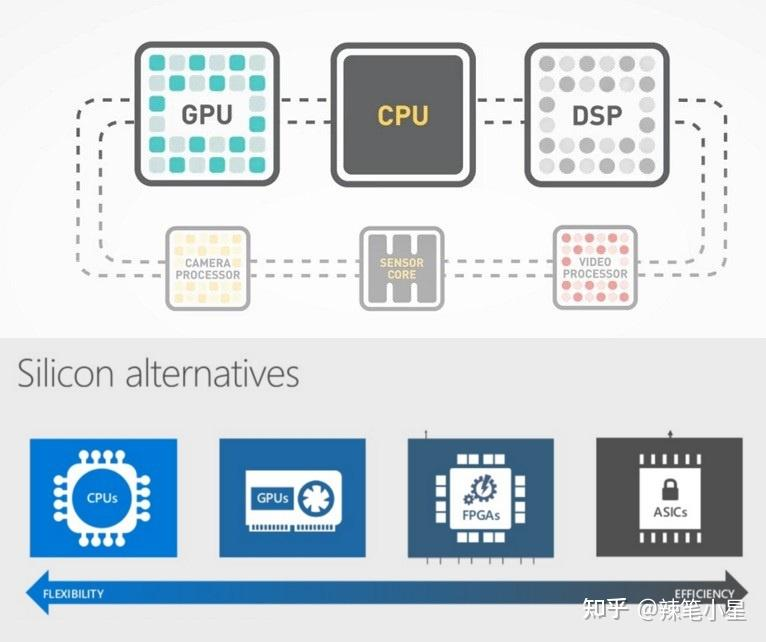 GPU
CPU
DSP
CAMERA
PROCESSOR
SENSOR
CORE
VIDEO
PROCESSOR
Silicon alternatives
CPUs
GPUs
FPGAs
ASICs
FLEXIBILITY
EFFICIENCY
知乎 @辣笔小星